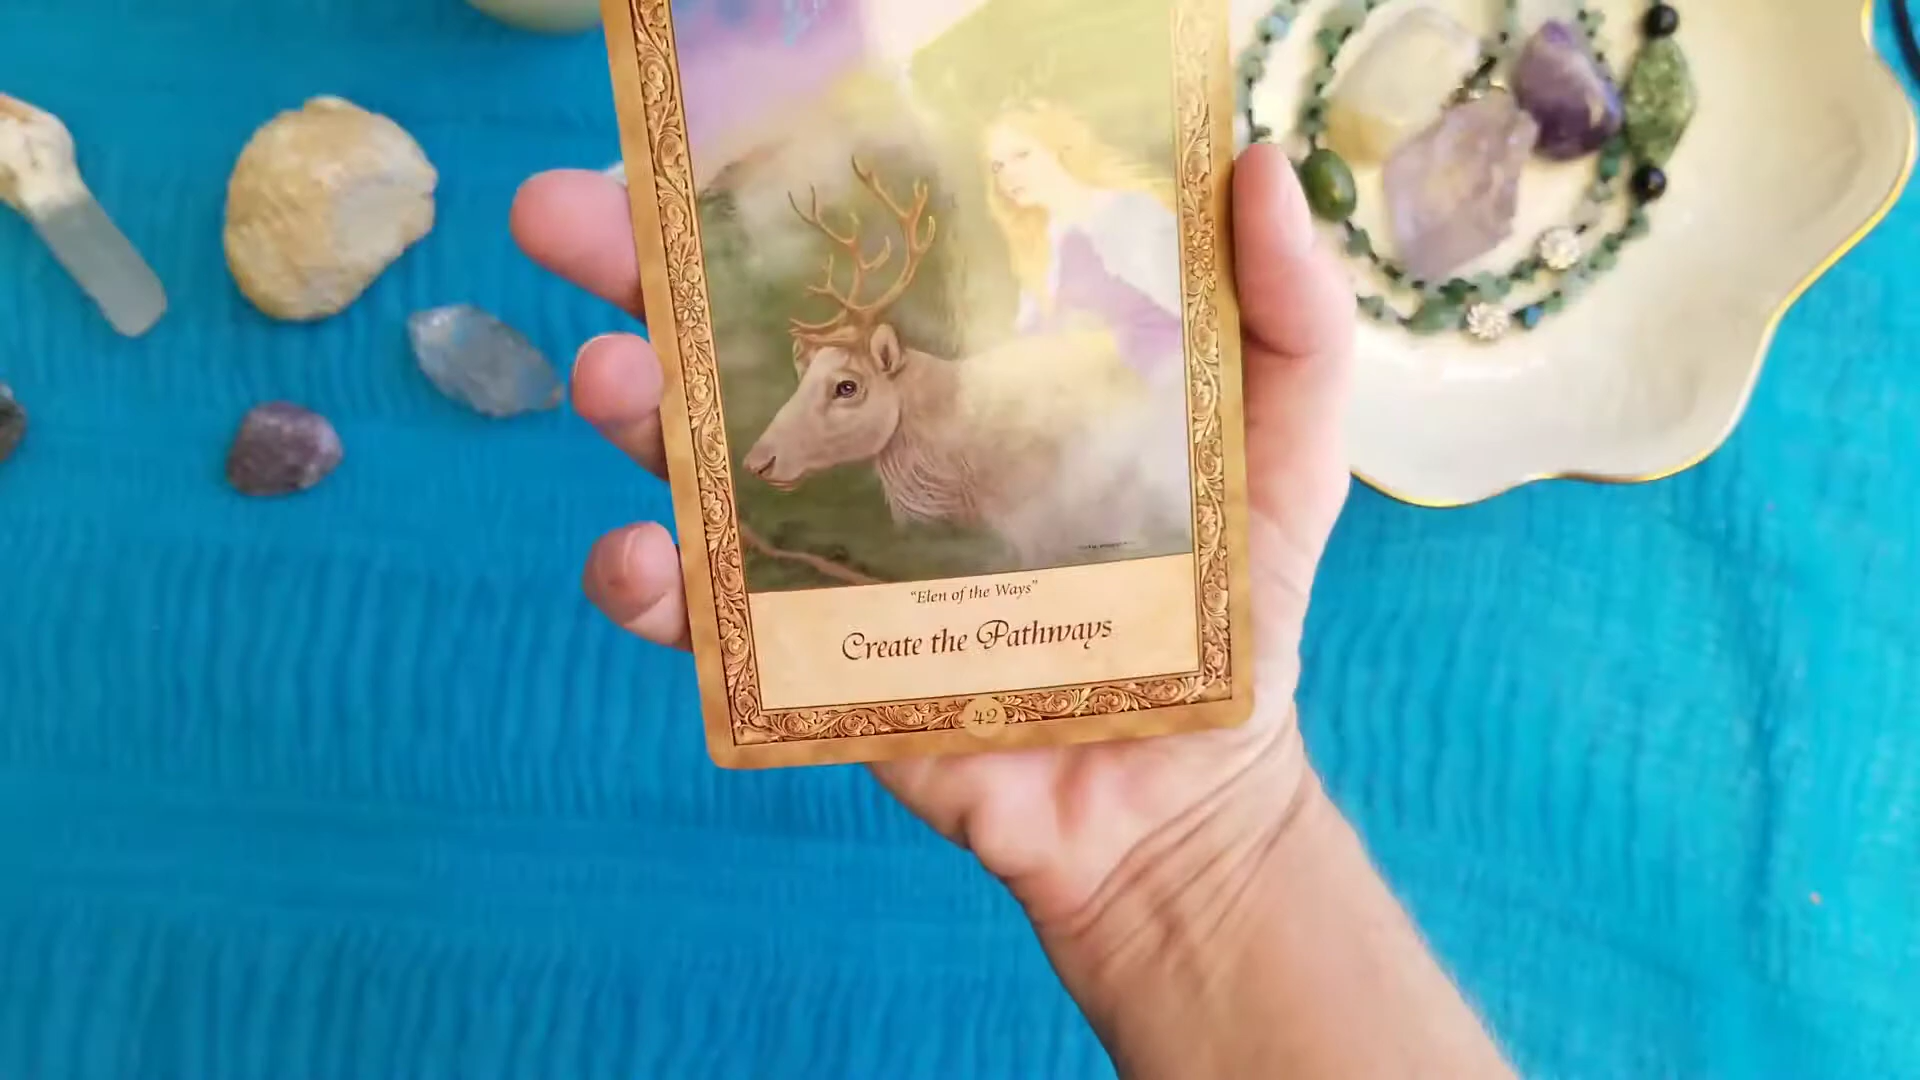 "Elen of the Ways"
Create the Pathways
42